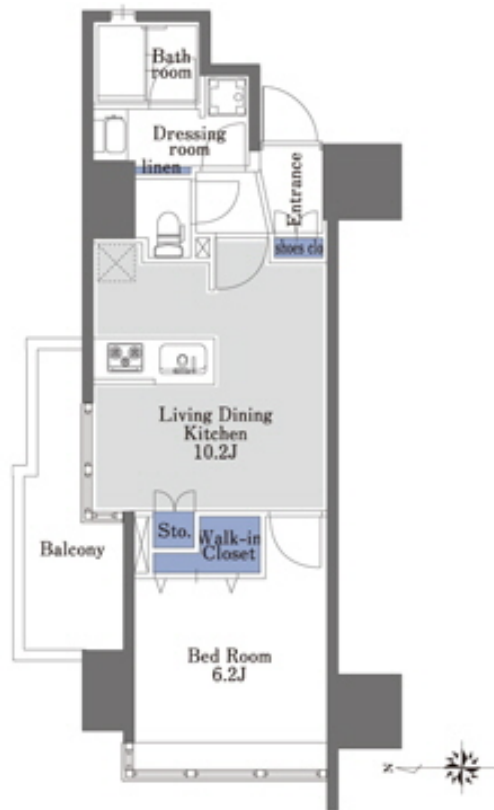 Bath
room
Dressing
room
linen
Entrance
shoes clo
Living Dining
Kitchen
10.2J
Sto.
Walk-in
Closet
Balcony
Bed Room
6.2J
N